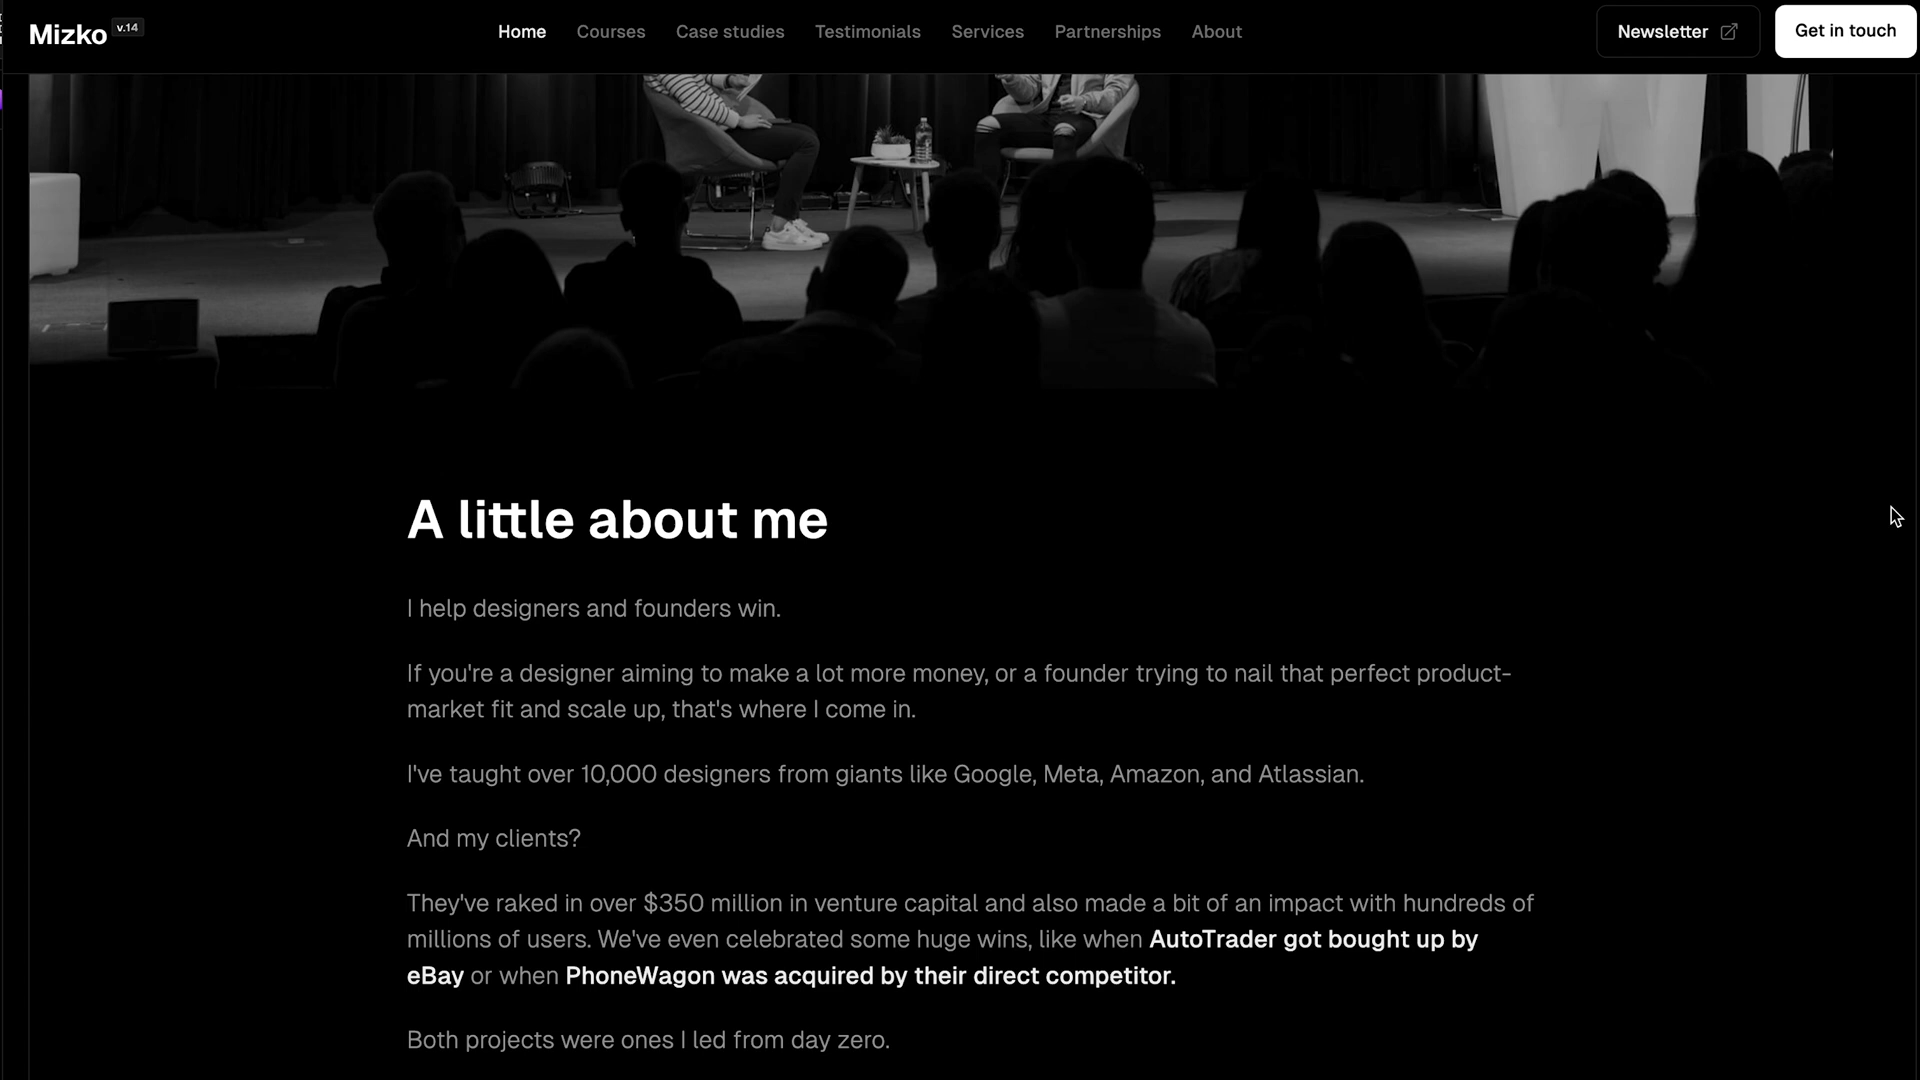 Mizko v.14
Home
Courses
Case studies
Testimonials
Services
Partnerships
About
Newsletter
Get in touch
A little about me
I help designers and founders win.
If you're a designer aiming to make a lot more money, or a founder trying to nail that perfect product-
market fit and scale up, that's where I come in.
I've taught over 10,000 designers from giants like Google, Meta, Amazon, and Atlassian.
And my clients?
They've raked in over $350 million in venture capital and also made a bit of an impact with hundreds of
millions of users. We've even celebrated some huge wins, like when AutoTrader got bought up by
eBay or when PhoneWagon was acquired by their direct competitor.
Both projects were ones I led from day zero.